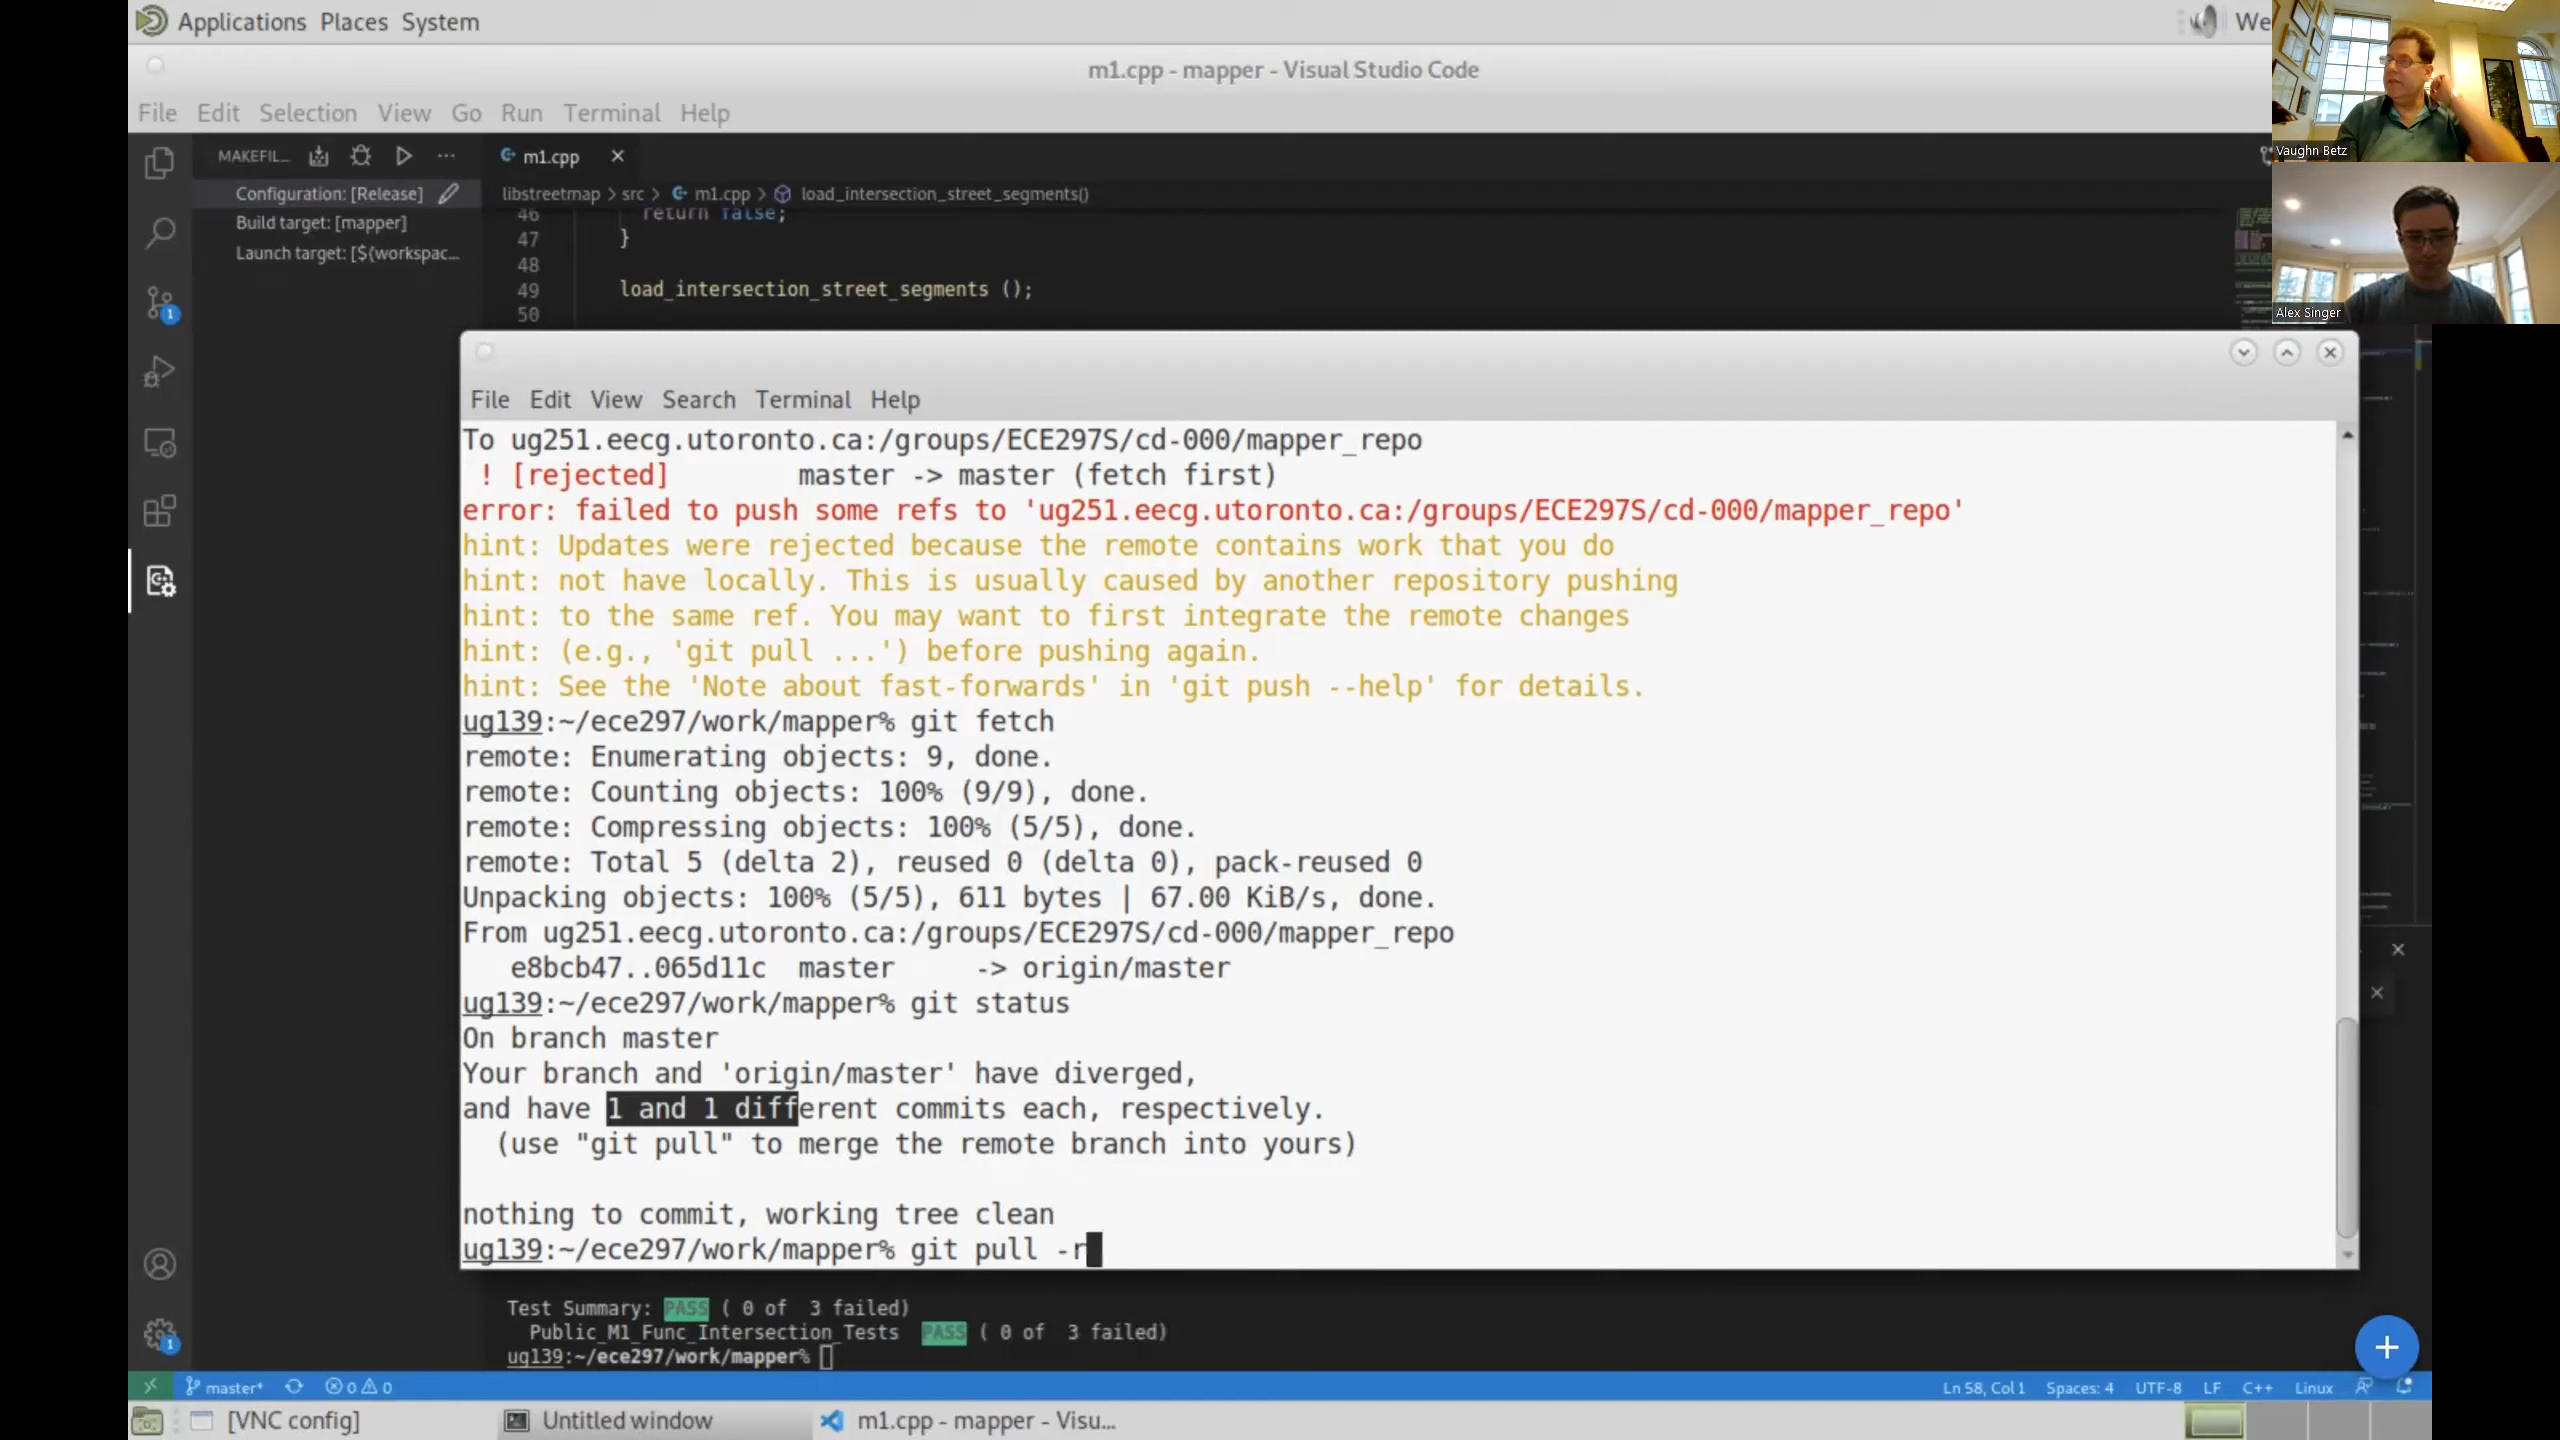 Applications Places System
We
m1.cpp - mapper - Visual Studio Code
File Edit Selection View Go Run Terminal Help
MAKEFIL...
m1.cpp
Configuration: [Release]
Build target: [mapper]
Launch target: [${workspac...
libstreetmap > src > m1.cpp > load_intersection_street_segments()
46 return false;
47 }
48
49 load_intersection_street_segments ();
50
Vaughn Betz
Alex Singer
File Edit View Search Terminal Help
To ug251.eecg.utoronto.ca:/groups/ECE297S/cd-000/mapper_repo
! [rejected] master -> master (fetch first)
error: failed to push some refs to 'ug251.eecg.utoronto.ca:/groups/ECE297S/cd-000/mapper_repo'
hint: Updates were rejected because the remote contains work that you do
hint: not have locally. This is usually caused by another repository pushing
hint: to the same ref. You may want to first integrate the remote changes
hint: (e.g., 'git pull ...') before pushing again.
hint: See the 'Note about fast-forwards' in 'git push --help' for details.
ug139:~/ece297/work/mapper% git fetch
remote: Enumerating objects: 9, done.
remote: Counting objects: 100% (9/9), done.
remote: Compressing objects: 100% (5/5), done.
remote: Total 5 (delta 2), reused 0 (delta 0), pack-reused 0
Unpacking objects: 100% (5/5), 611 bytes | 67.00 KiB/s, done.
From ug251.eecg.utoronto.ca:/groups/ECE297S/cd-000/mapper_repo
e8bcb47..065d11c master -> origin/master
ug139:~/ece297/work/mapper% git status
On branch master
Your branch and 'origin/master' have diverged,
and have 1 and 1 different commits each, respectively.
(use "git pull" to merge the remote branch into yours)
nothing to commit, working tree clean
ug139:~/ece297/work/mapper% git pull -r
Test Summary: PASS ( 0 of 3 failed)
Public_M1_Func_Intersection_Tests PASS ( 0 of 3 failed)
ug139:~/ece297/work/mapper%
master* 0 0 Ln 58, Col 1 Spaces: 4 UTF-8 LF C++ Linux
[VNC config] Untitled window m1.cpp - mapper - Visu...